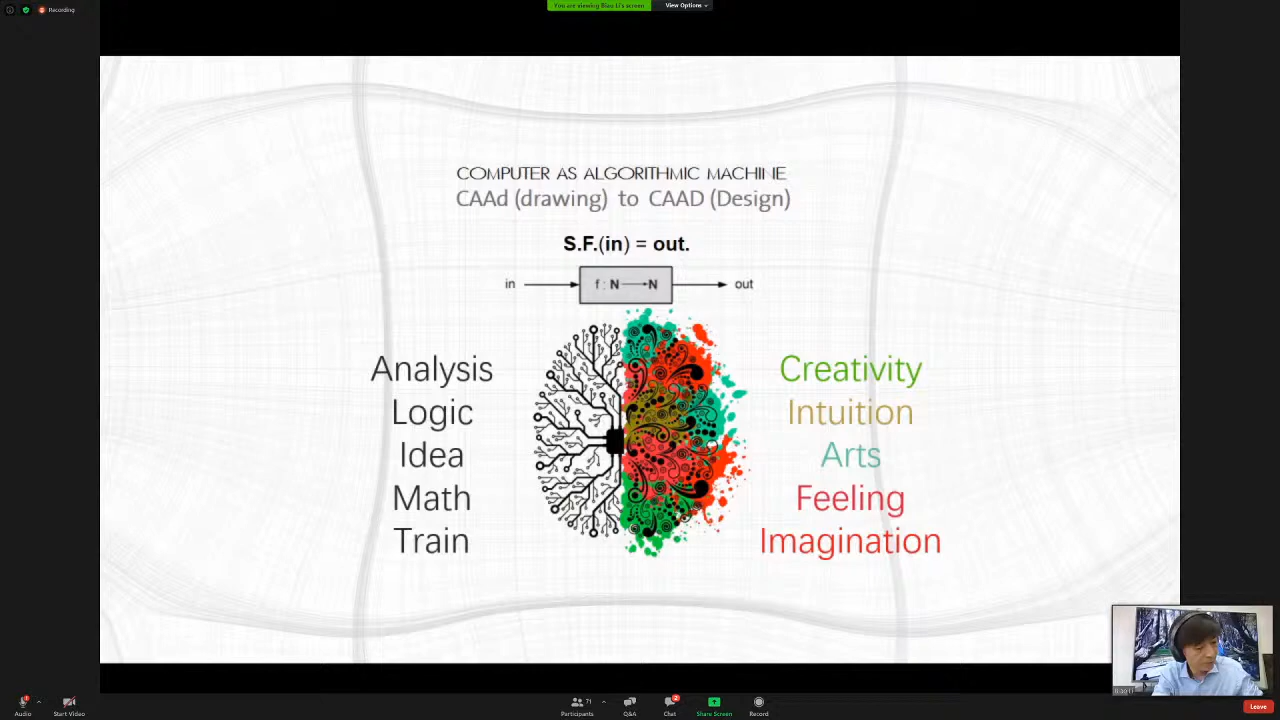 Recording
You are viewing Biao Li's screen
View Options
COMPUTER AS ALGORITHMIC MACHINE
CAAd (drawing) to CAAD (Design)
S.F.(in) = out.
in
f : N → N
out
Analysis
Logic
Idea
Math
Train
Creativity
Intuition
Arts
Feeling
Imagination
Audio
Start Video
Participants
71
Q&A
Chat
2
Share Screen
Record
Leave